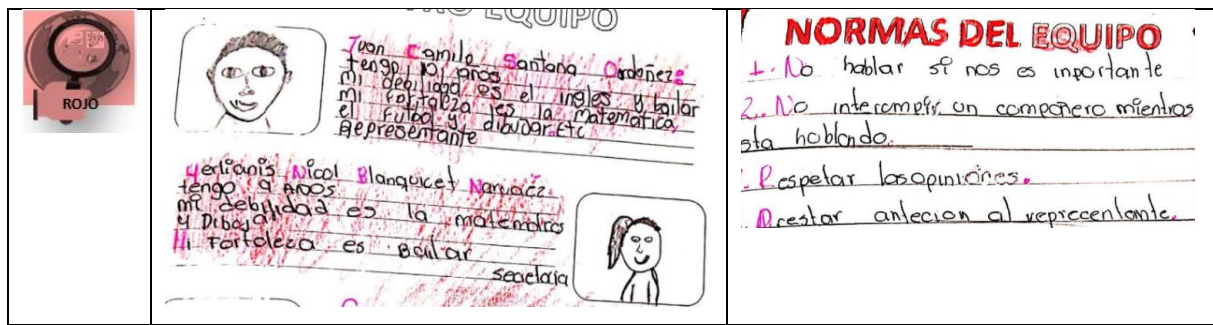 ROJO
EQUIPO
Juan Camilo Santana Ordoñez:
tengo 10 años
mi debilidad es el ingles y bailar
mi fortaleza es la matematica,
el futbo y dibujar. Etc
Representante
Yerlianis Nicol Blanquicet Narvaez.
tengo 9 Años
mi debilidad es la matematica
y Dibujar
Mi Fortaleza es Bailar
NORMAS DEL EQUIPO
1. No hablar si nos es inportante
2. No interrumpir un compañero mientras
sta hablando.
. Respetar las opiniones.
. Prestar antecion al reprecentante.